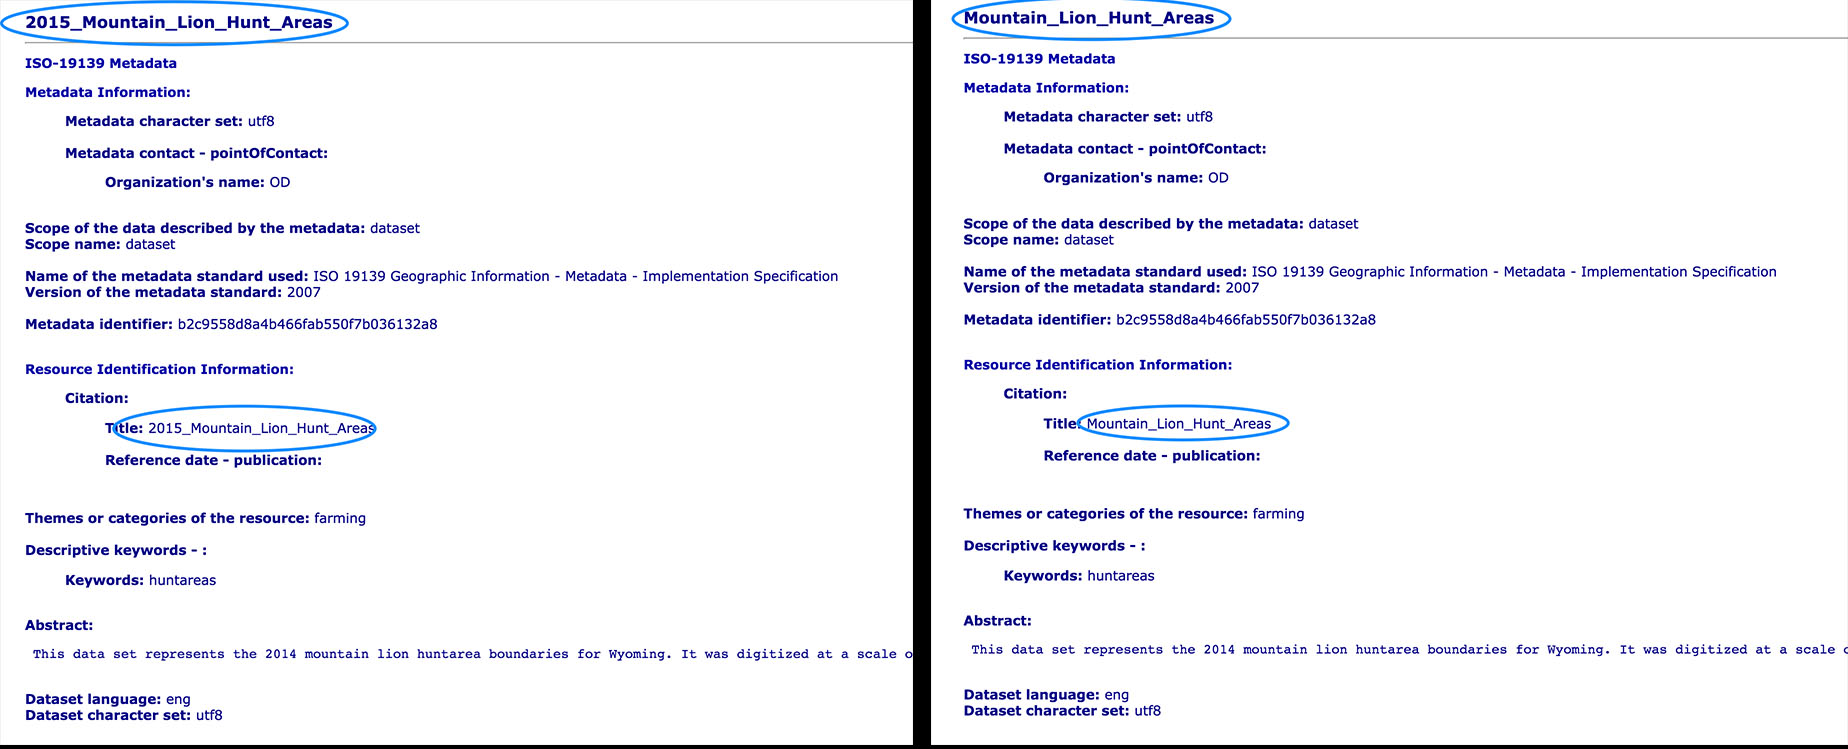 2015_Mountain_Lion_Hunt_Areas
ISO-19139 Metadata
Metadata Information:
Metadata character set: utf8
Metadata contact - pointOfContact:
Organization's name: OD
Scope of the data described by the metadata: dataset
Scope name: dataset
Name of the metadata standard used: ISO 19139 Geographic Information - Metadata - Implementation Specification
Version of the metadata standard: 2007
Metadata identifier: b2c9558d8a4b466fab550f7b036132a8
Resource Identification Information:
Citation:
Title: 2015_Mountain_Lion_Hunt_Areas
Reference date - publication:
Themes or categories of the resource: farming
Descriptive keywords - :
Keywords: huntareas
Abstract:
This data set represents the 2014 mountain lion huntarea boundaries for Wyoming. It was digitized at a scale o
Dataset language: eng
Dataset character set: utf8
Mountain_Lion_Hunt_Areas
ISO-19139 Metadata
Metadata Information:
Metadata character set: utf8
Metadata contact - pointOfContact:
Organization's name: OD
Scope of the data described by the metadata: dataset
Scope name: dataset
Name of the metadata standard used: ISO 19139 Geographic Information - Metadata - Implementation Specification
Version of the metadata standard: 2007
Metadata identifier: b2c9558d8a4b466fab550f7b036132a8
Resource Identification Information:
Citation:
Title: Mountain_Lion_Hunt_Areas
Reference date - publication:
Themes or categories of the resource: farming
Descriptive keywords - :
Keywords: huntareas
Abstract:
This data set represents the 2014 mountain lion huntarea boundaries for Wyoming. It was digitized at a scale
Dataset language: eng
Dataset character set: utf8